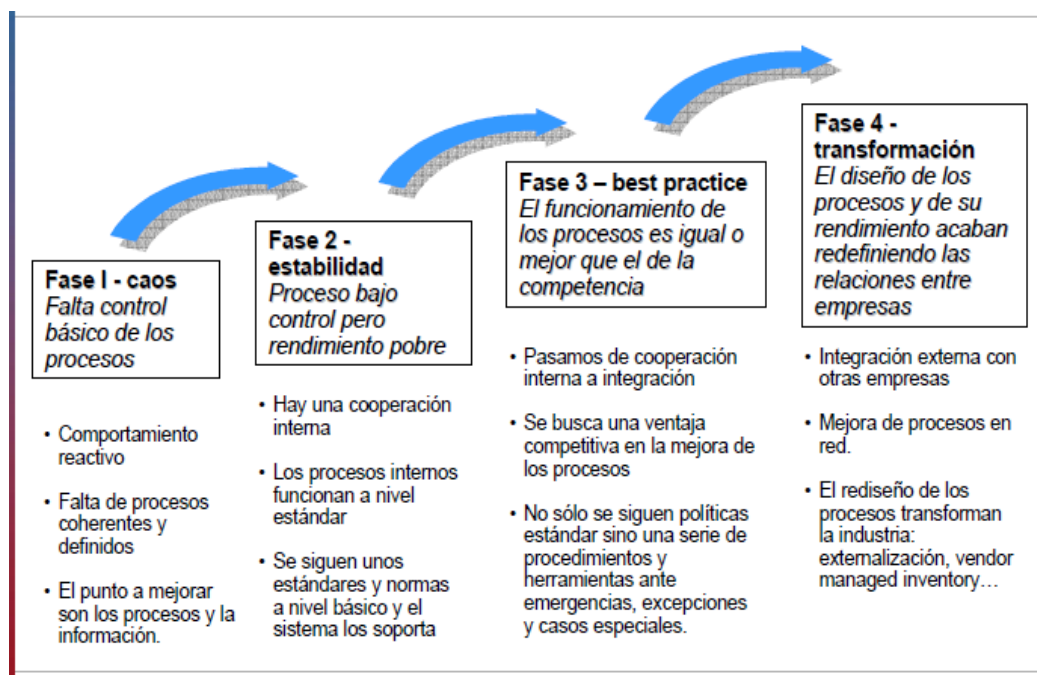 Fase I - caos
Falta control
básico de los
procesos
• Comportamiento
reactivo
• Falta de procesos
coherentes y
definidos
• El punto a mejorar
son los procesos y la
información.
Fase 2 -
estabilidad
Proceso bajo
control pero
rendimiento pobre
• Hay una cooperación
interna
• Los procesos internos
funcionan a nivel
estándar
• Se siguen unos
estándares y normas
a nivel básico y el
sistema los soporta
Fase 3 – best practice
El funcionamiento de
los procesos es igual o
mejor que el de la
competencia
• Pasamos de cooperación
interna a integración
• Se busca una ventaja
competitiva en la mejora de
los procesos
• No sólo se siguen políticas
estándar sino una serie de
procedimientos y
herramientas ante
emergencias, excepciones
y casos especiales.
Fase 4 -
transformación
El diseño de los
procesos y de su
rendimiento acaban
redefiniendo las
relaciones entre
empresas
• Integración externa con
otras empresas
• Mejora de procesos en
red.
• El rediseño de los
procesos transforman
la industria:
externalización, vendor
managed inventory…